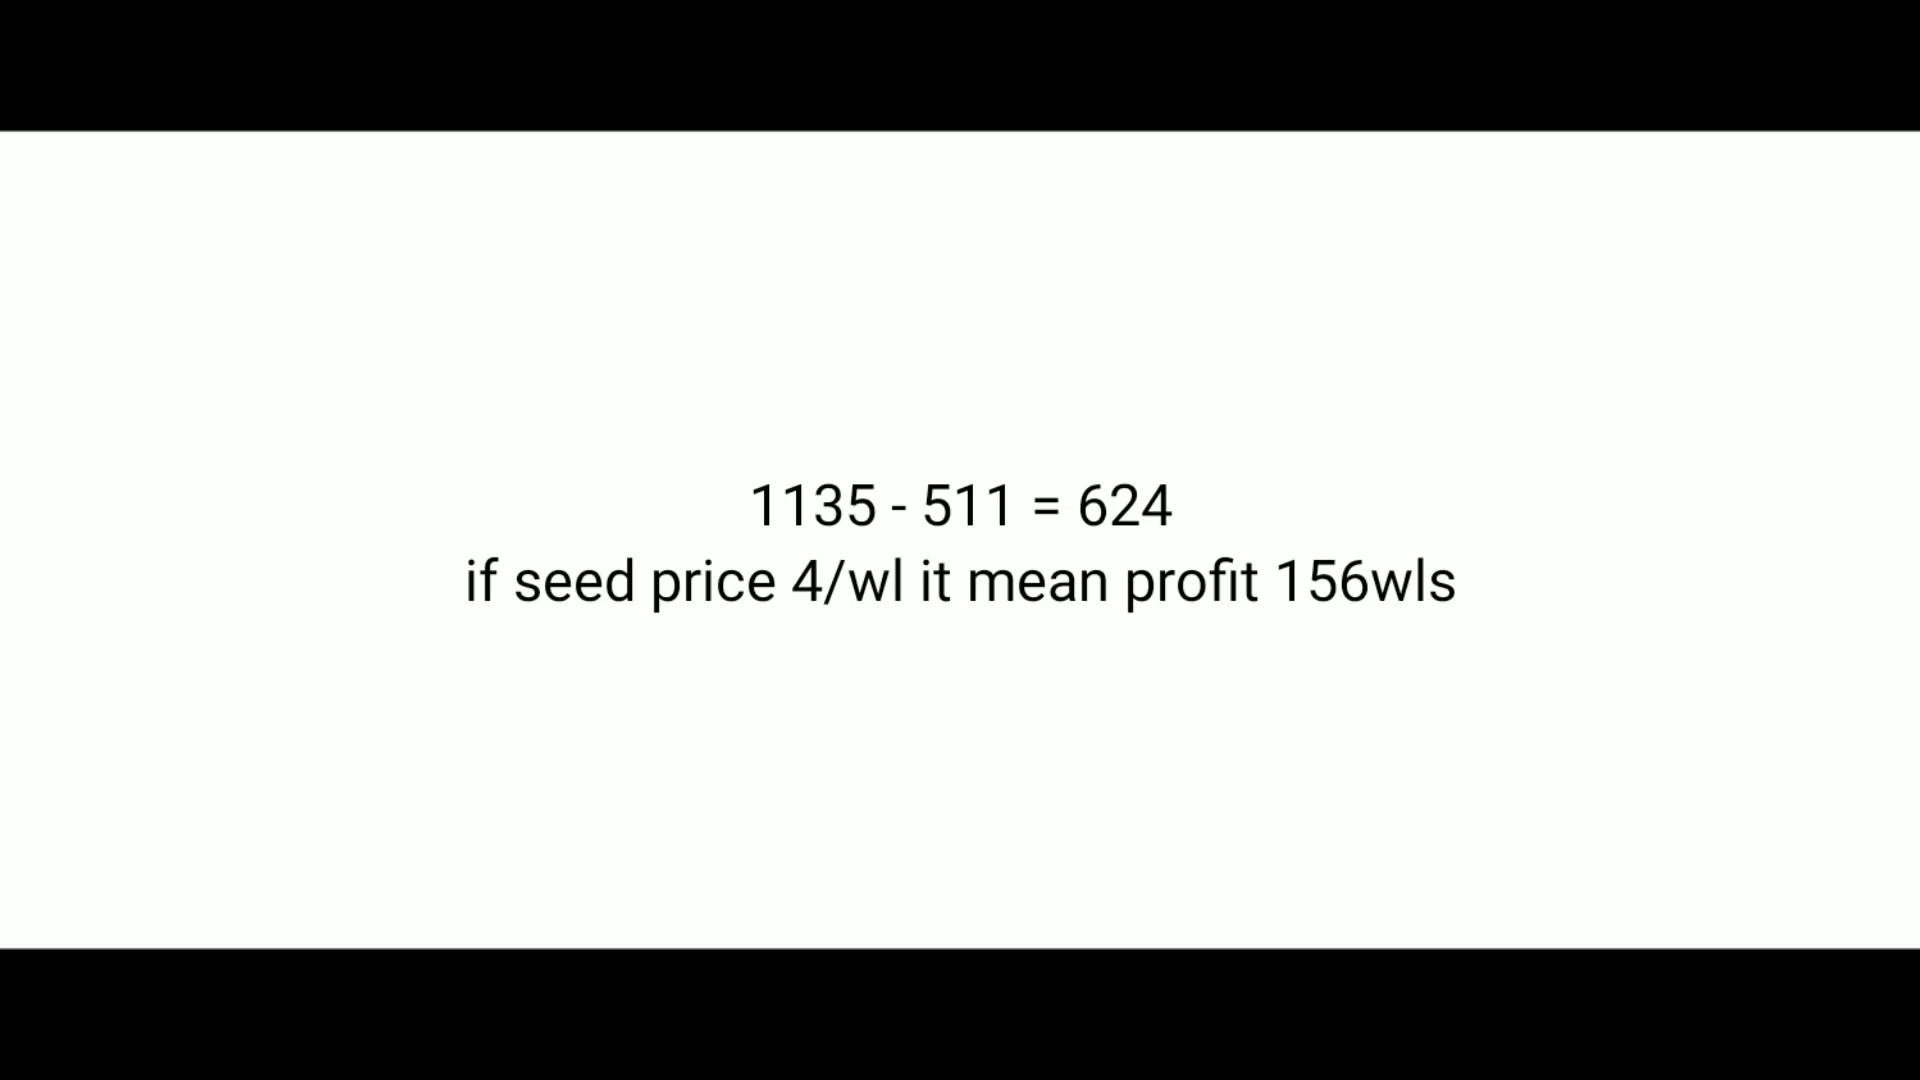 1135 - 511 = 624
if seed price 4/wl it mean profit 156wls